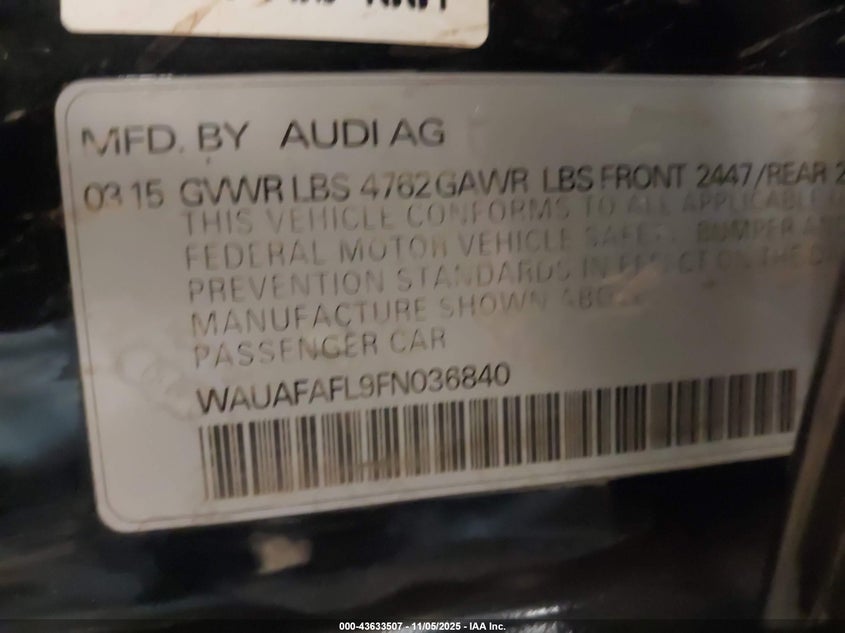 MFD. BY AUDI AG
03 15 GVWR LBS 4762 GAWR LBS FRONT 2447/REAR 2
THIS VEHICLE CONFORMS TO ALL APPLICABLE
FEDERAL MOTOR VEHICLE SAFETY, BUMPER AND
PREVENTION STANDARDS IN EFFECT ON THE
MANUFACTURE SHOWN ABOVE
PASSENGER CAR
WAUAFAFL9FN036840
000-43633507 - 11/05/2025 - IAA Inc.